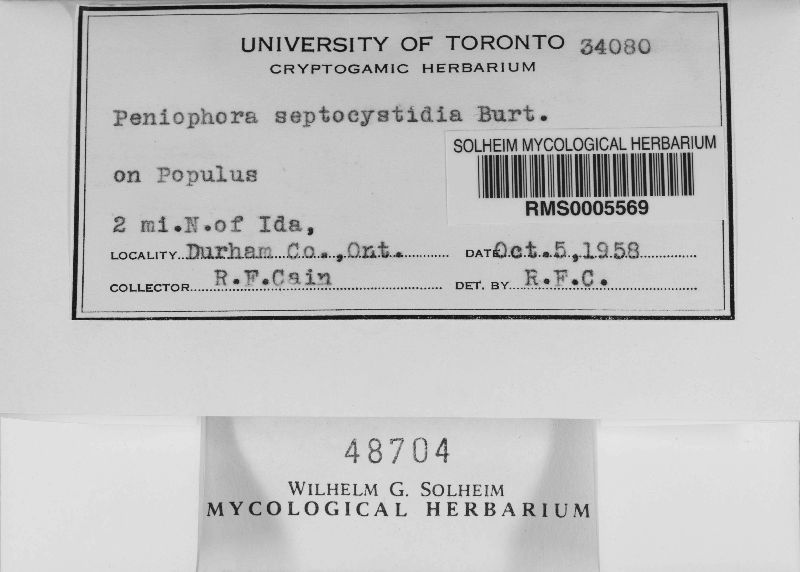 UNIVERSITY OF TORONTO 34080
CRYPTOGAMIC HERBARIUM
Peniophora septocystidia Burt.
SOLHEIM MYCOLOGICAL HERBARIUM
RMS0005569
on Populus
2 mi.N.of Ida,
LOCALITY Durham Co.,Ont. DATE Oct.5,1958
COLLECTOR R.F.Cain DET. BY R.F.C.
48704
WILHELM G. SOLHEIM
MYCOLOGICAL HERBARIUM